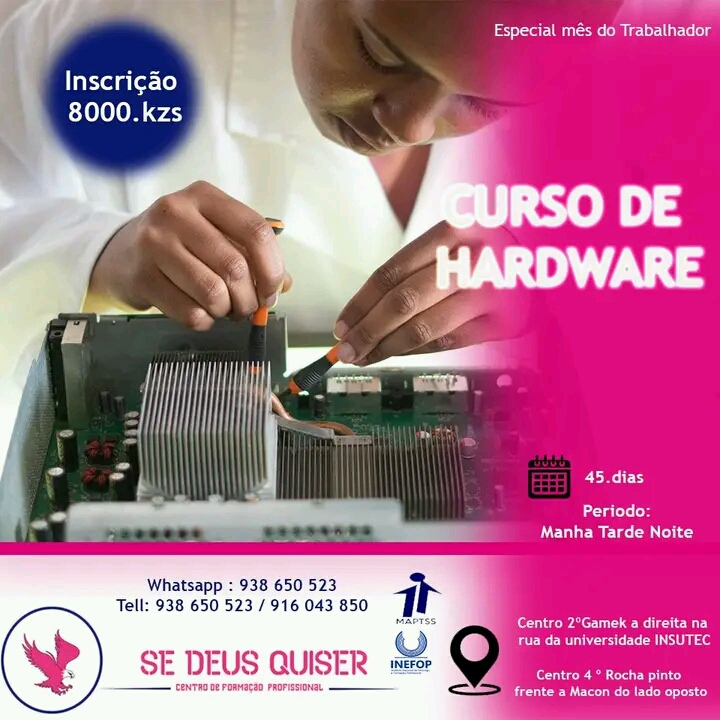 Especial mês do Trabalhador
Inscrição
8000.kzs
CURSO DE
HARDWARE
45.dias
Periodo:
Manha Tarde Noite
Whatsapp : 938 650 523
Tell: 938 650 523 / 916 043 850
MAPTSS
INEFOP
SE DEUS QUISER
CENTRO DE FORMAÇÃO PROFISSIONAL
Centro 2ºGamek a direita na
rua da universidade INSUTEC
Centro 4 º Rocha pinto
frente a Macon do lado oposto